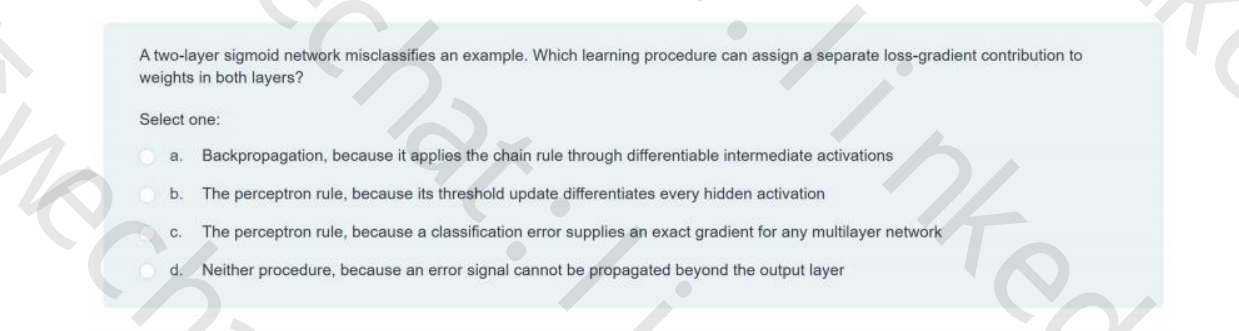 A two-layer sigmoid network misclassifies an example. Which learning procedure can assign a separate loss-gradient contribution to
weights in both layers?
Select one:
a. Backpropagation, because it applies the chain rule through differentiable intermediate activations
b. The perceptron rule, because its threshold update differentiates every hidden activation
c. The perceptron rule, because a classification error supplies an exact gradient for any multilayer network
d. Neither procedure, because an error signal cannot be propagated beyond the output layer